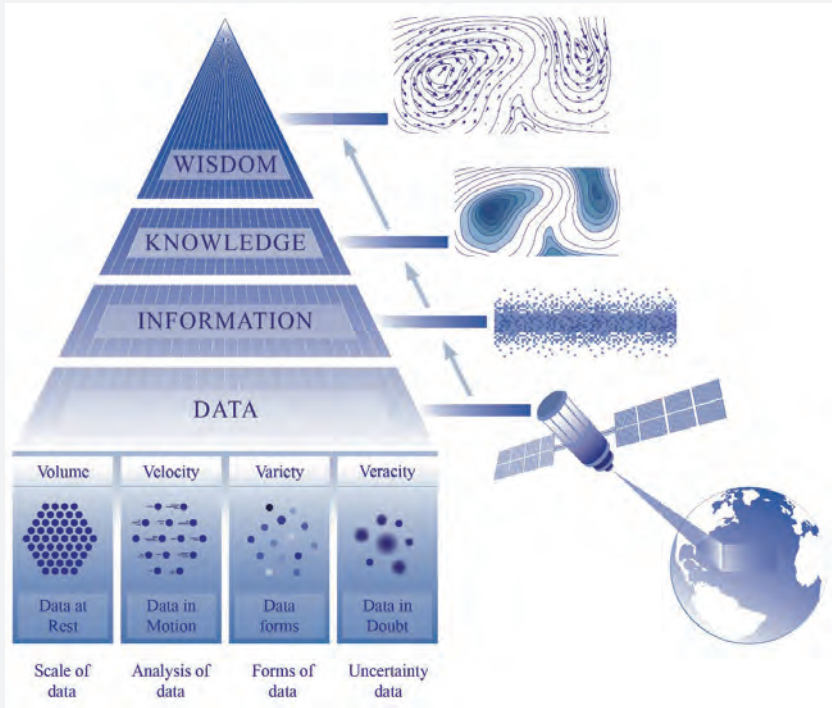 WISDOM
KNOWLEDGE
INFORMATION
DATA
Volume
Velocity
Variety
Veracity
Data at
Rest
Data in
Motion
Data
forms
Data in
Doubt
Scale of
data
Analysis of
data
Forms of
data
Uncertainty
data